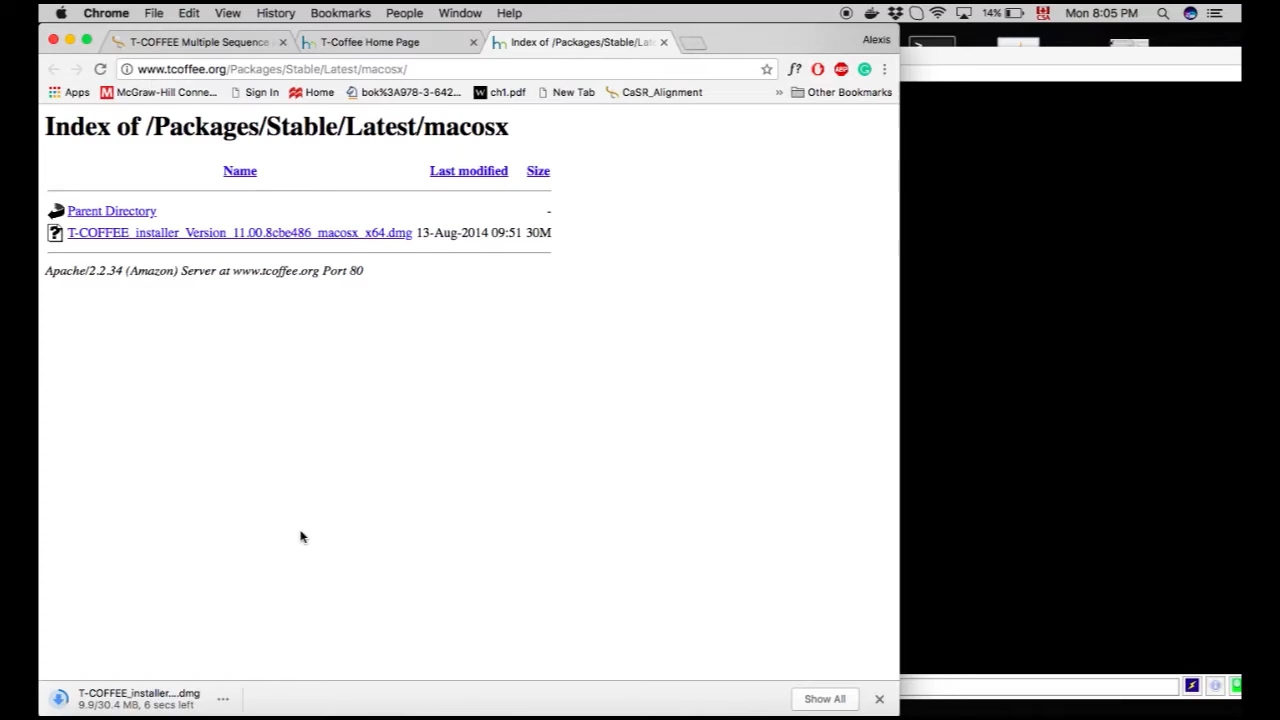 Chrome File Edit View History Bookmarks People Window Help 14% Mon 8:05 PM
T-COFFEE Multiple Sequence T-Coffee Home Page Index of /Packages/Stable/Late Alexis
www.tcoffee.org/Packages/Stable/Latest/macosx/ f? ABP
Apps McGraw-Hill Conne... Sign In Home bok%3A978-3-642... ch1.pdf New Tab CaSR_Alignment » Other Bookmarks
Index of /Packages/Stable/Latest/macosx
Name Last modified Size
Parent Directory -
T-COFFEE_installer_Version_11.00.8cbe486_macosx_x64.dmg 13-Aug-2014 09:51 30M
Apache/2.2.34 (Amazon) Server at www.tcoffee.org Port 80
T-COFFEE_installer....dmg
9.9/30.4 MB, 6 secs left
Show All